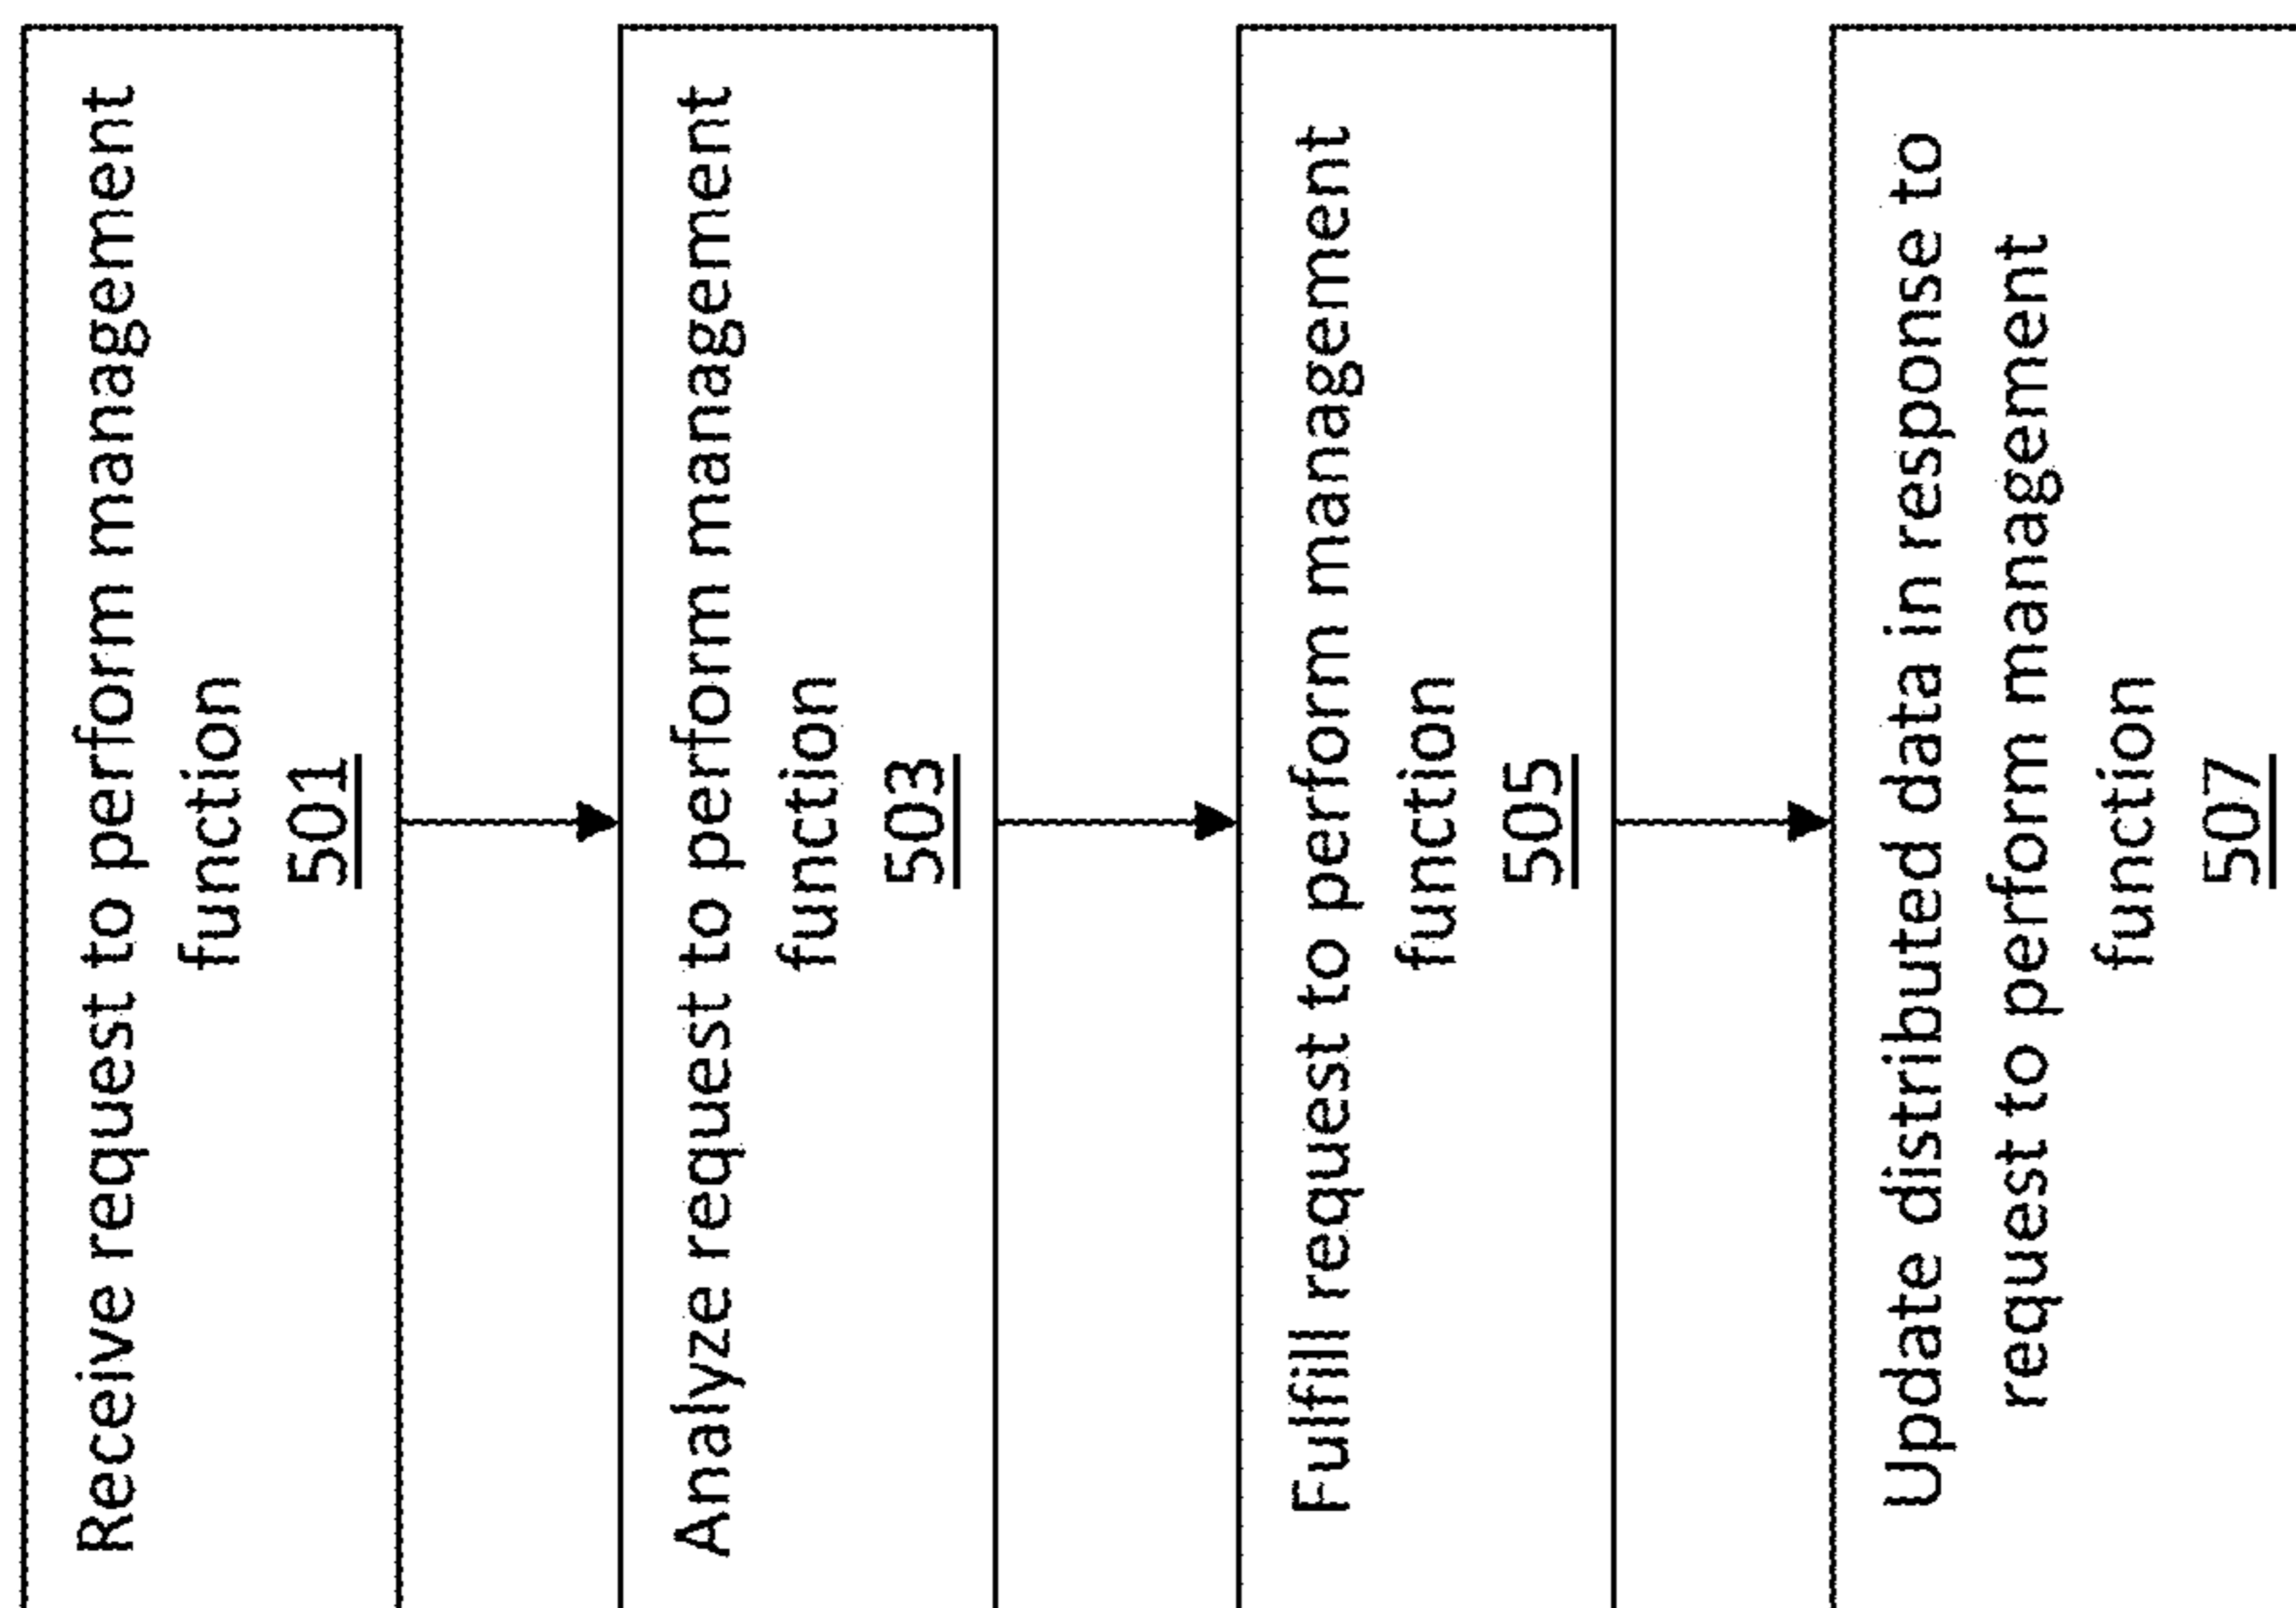 Receive request to perform management
function
501
Analyze request to perform management
function
503
Fulfill request to perform management
function
505
Update distributed data in response to
request to perform management
function
507